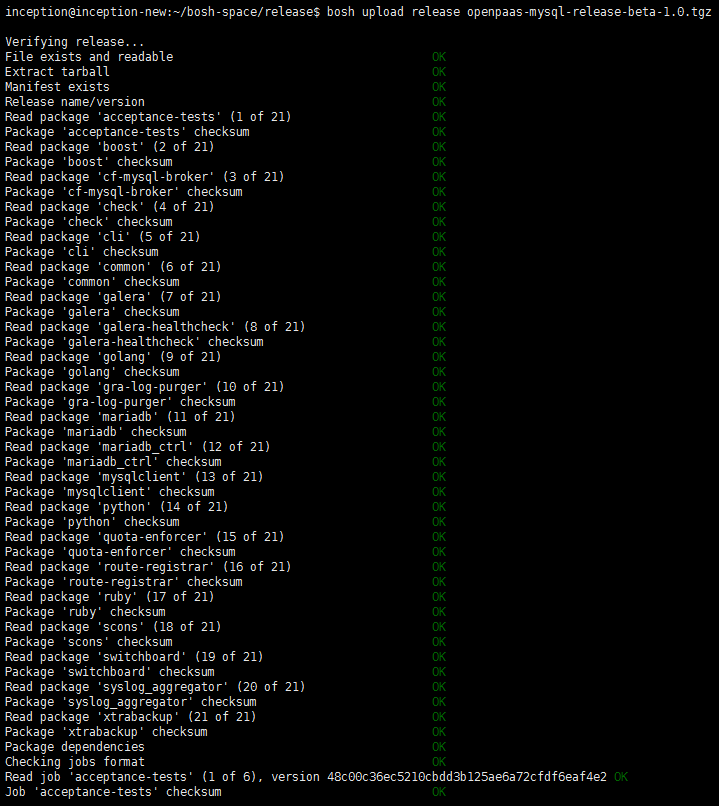 inception@inception-new:~/bosh-space/release$ bosh upload release openpaas-mysql-release-beta-1.0.tgz
Verifying release...
File exists and readable OK
Extract tarball OK
Manifest exists OK
Release name/version OK
Read package 'acceptance-tests' (1 of 21) OK
Package 'acceptance-tests' checksum OK
Read package 'boost' (2 of 21) OK
Package 'boost' checksum OK
Read package 'cf-mysql-broker' (3 of 21) OK
Package 'cf-mysql-broker' checksum OK
Read package 'check' (4 of 21) OK
Package 'check' checksum OK
Read package 'cli' (5 of 21) OK
Package 'cli' checksum OK
Read package 'common' (6 of 21) OK
Package 'common' checksum OK
Read package 'galera' (7 of 21) OK
Package 'galera' checksum OK
Read package 'galera-healthcheck' (8 of 21) OK
Package 'galera-healthcheck' checksum OK
Read package 'golang' (9 of 21) OK
Package 'golang' checksum OK
Read package 'gra-log-purger' (10 of 21) OK
Package 'gra-log-purger' checksum OK
Read package 'mariadb' (11 of 21) OK
Package 'mariadb' checksum OK
Read package 'mariadb_ctrl' (12 of 21) OK
Package 'mariadb_ctrl' checksum OK
Read package 'mysqlclient' (13 of 21) OK
Package 'mysqlclient' checksum OK
Read package 'python' (14 of 21) OK
Package 'python' checksum OK
Read package 'quota-enforcer' (15 of 21) OK
Package 'quota-enforcer' checksum OK
Read package 'route-registrar' (16 of 21) OK
Package 'route-registrar' checksum OK
Read package 'ruby' (17 of 21) OK
Package 'ruby' checksum OK
Read package 'scons' (18 of 21) OK
Package 'scons' checksum OK
Read package 'switchboard' (19 of 21) OK
Package 'switchboard' checksum OK
Read package 'syslog_aggregator' (20 of 21) OK
Package 'syslog_aggregator' checksum OK
Read package 'xtrabackup' (21 of 21) OK
Package 'xtrabackup' checksum OK
Package dependencies OK
Checking jobs format OK
Read job 'acceptance-tests' (1 of 6), version 48c00c36ec5210cbdd3b125ae6a72cfdf6eaf4e2 OK
Job 'acceptance-tests' checksum OK